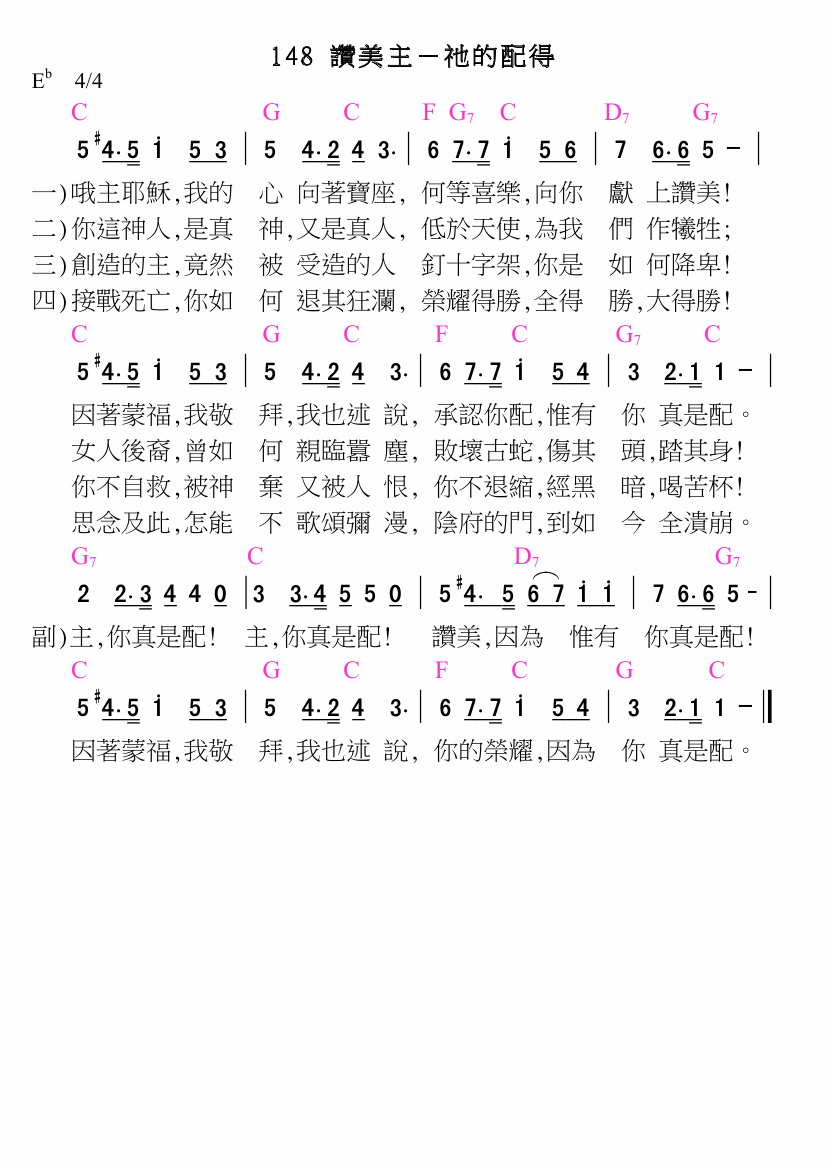 148 讚美主－祂的配得
E♭ 4/4
C G C F G7 C D7 G7
5 #4. 5 i 5 3 | 5 4. 2 4 3. | 6 7. 7 i 5 6 | 7 6. 6 5 － |
一)哦主耶穌,我的 心 向著寶座, 何等喜樂,向你 獻 上讚美!
二)你這神人,是真 神,又是真人, 低於天使,為我 們 作犧牲;
三)創造的主,竟然 被 受造的人 釘十字架,你是 如 何降卑!
四)接戰死亡,你如 何 退其狂瀾, 榮耀得勝,全得 勝,大得勝!
C G C F C G7 C
5 #4. 5 i 5 3 | 5 4. 2 4 3. | 6 7. 7 i 5 4 | 3 2. 1 1 － |
因著蒙福,我敬 拜,我也述 說, 承認你配,惟有 你 真是配。
女人後裔,曾如 何 親臨囂 塵, 敗壞古蛇,傷其 頭,踏其身!
你不自救,被神 棄 又被人 恨, 你不退縮,經黑 暗,喝苦杯!
思念及此,怎能 不 歌頌彌 漫, 陰府的門,到如 今 全潰崩。
G7 C D7 G7
2 2. 3 4 4 0 | 3 3. 4 5 5 0 | 5 #4. 5 6 7 i i | 7 6. 6 5 － |
副)主,你真是配! 主,你真是配! 讚美,因為 惟有 你真是配!
C G C F C G C
5 #4. 5 i 5 3 | 5 4. 2 4 3. | 6 7. 7 i 5 4 | 3 2. 1 1 － ‖
因著蒙福,我敬 拜,我也述 說, 你的榮耀,因為 你 真是配。